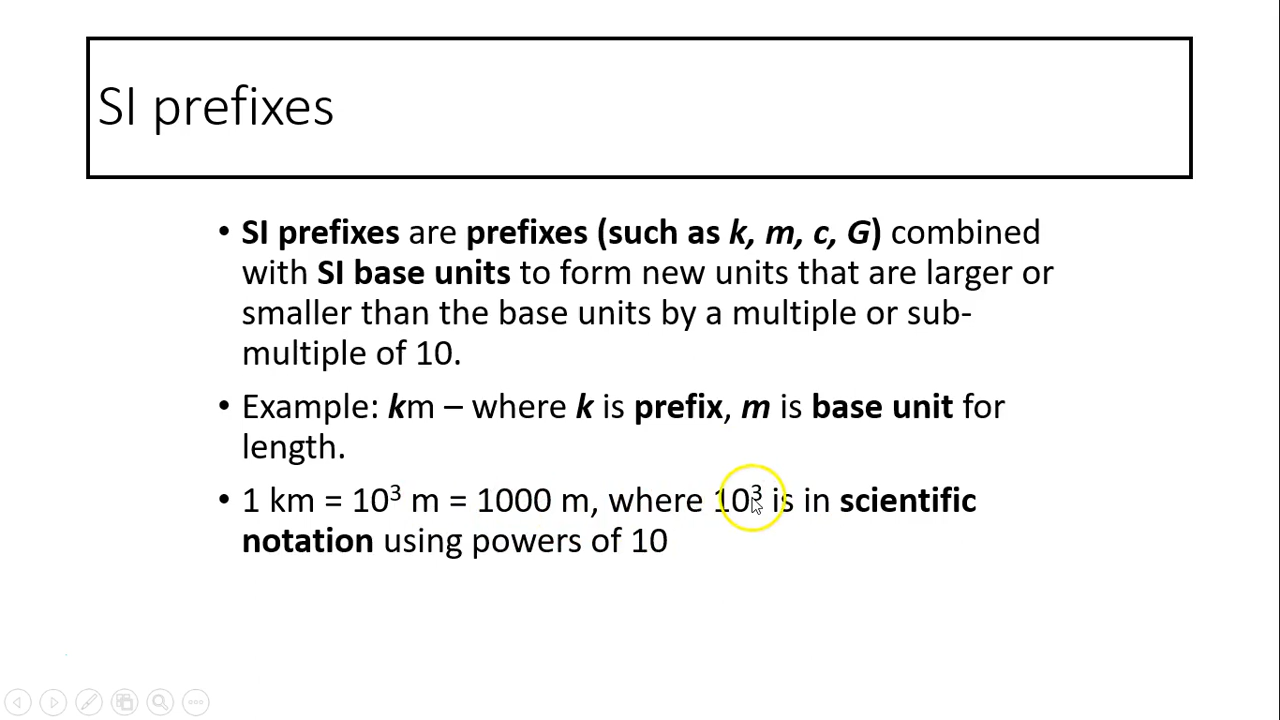 SI prefixes
• SI prefixes are prefixes (such as k, m, c, G) combined
with SI base units to form new units that are larger or
smaller than the base units by a multiple or sub-
multiple of 10.
• Example: km – where k is prefix, m is base unit for
length.
• 1 km = 10³ m = 1000 m, where 10³ is in scientific
notation using powers of 10